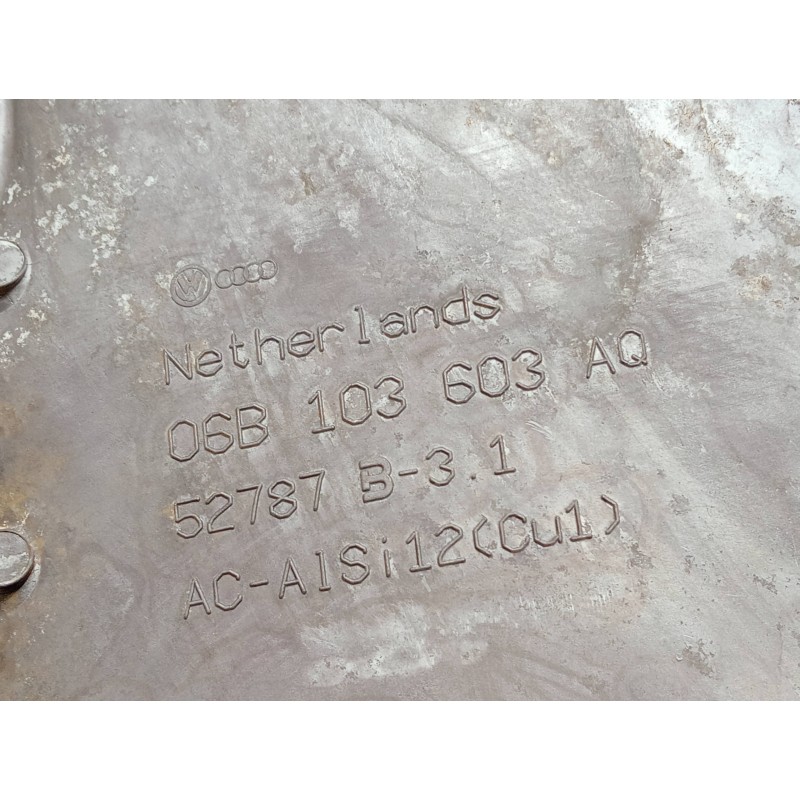 Netherlands
06B 103 603 AQ
52787 B-3.1
AC-AlSi12(Cu1)